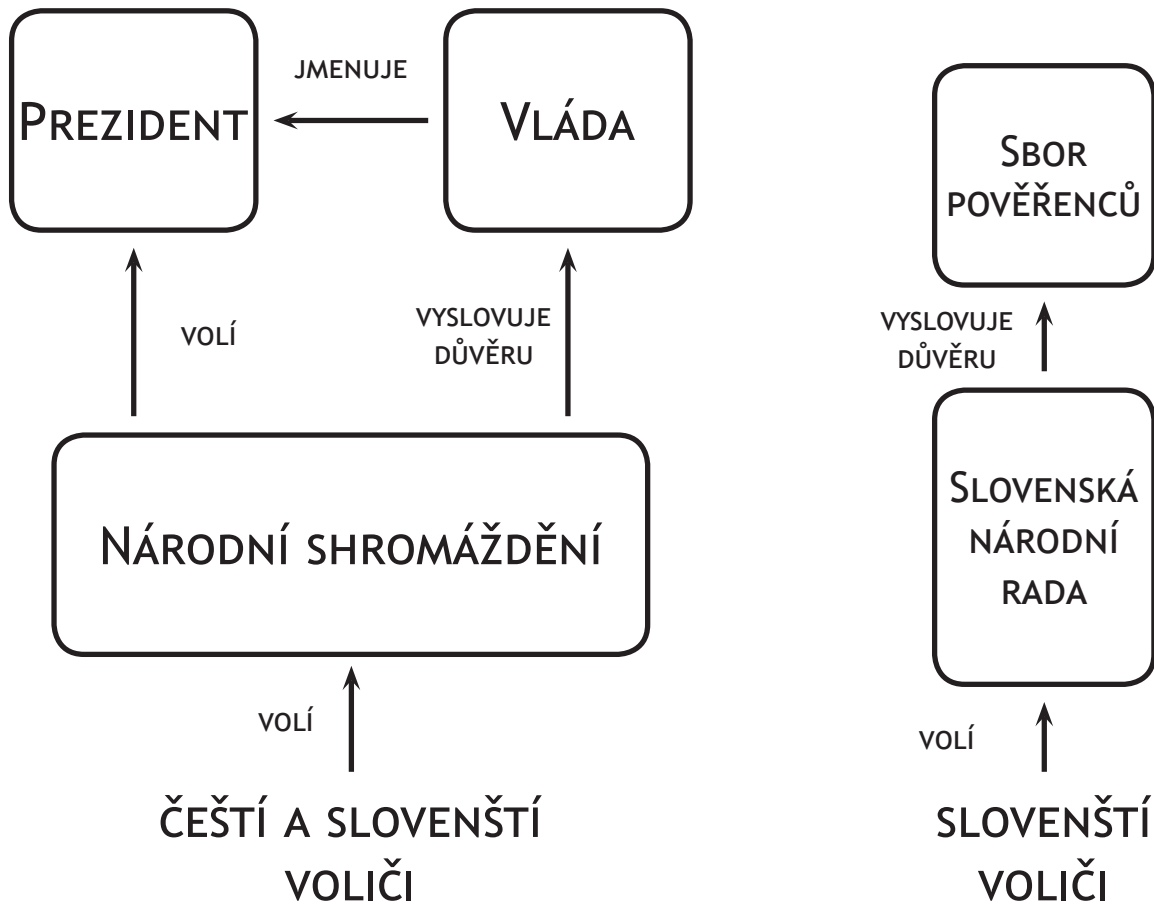 JMENUJE
PREZIDENT
VLÁDA
VOLÍ
VYSLOVUJE
DŮVĚRU
NÁRODNÍ SHROMÁŽDĚNÍ
VOLÍ
ČEŠTÍ A SLOVENŠTÍ
VOLIČI
SBOR
POVĚŘENCŮ
VYSLOVUJE
DŮVĚRU
SLOVENSKÁ
NÁRODNÍ
RADA
VOLÍ
SLOVENŠTÍ
VOLIČI